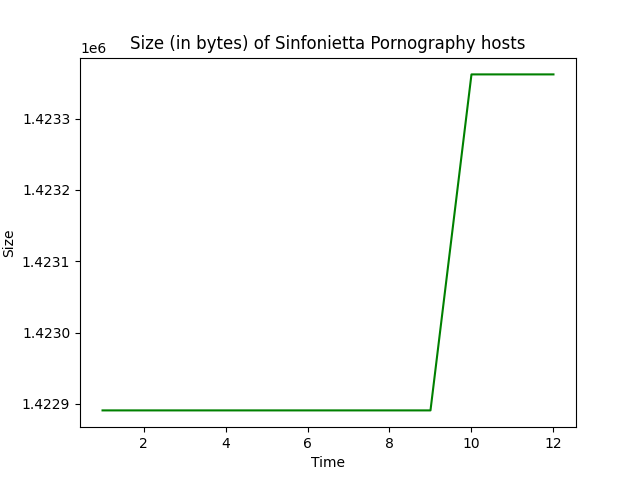 Size (in bytes) of Sinfonietta Pornography hosts
1e6
1.4233
1.4232
1.4231
1.4230
1.4229
Size
2 4 6 8 10 12
Time